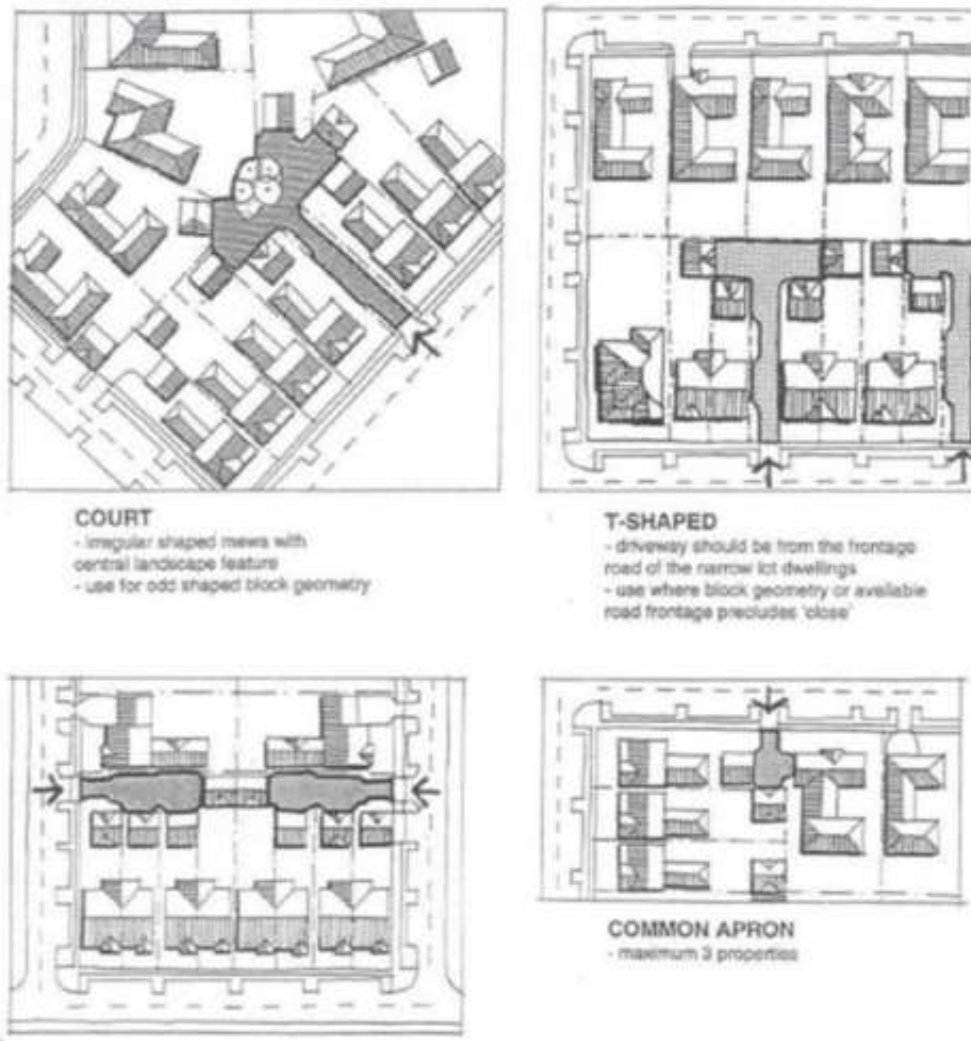 COURT
- irregular shaped mews with
central landscape feature
- use for odd shaped block geometry
T-SHAPED
- driveway should be from the frontage
road of the narrow lot dwellings
- use where block geometry or available
road frontage precludes 'close'
COMMON APRON
- maximum 3 properties